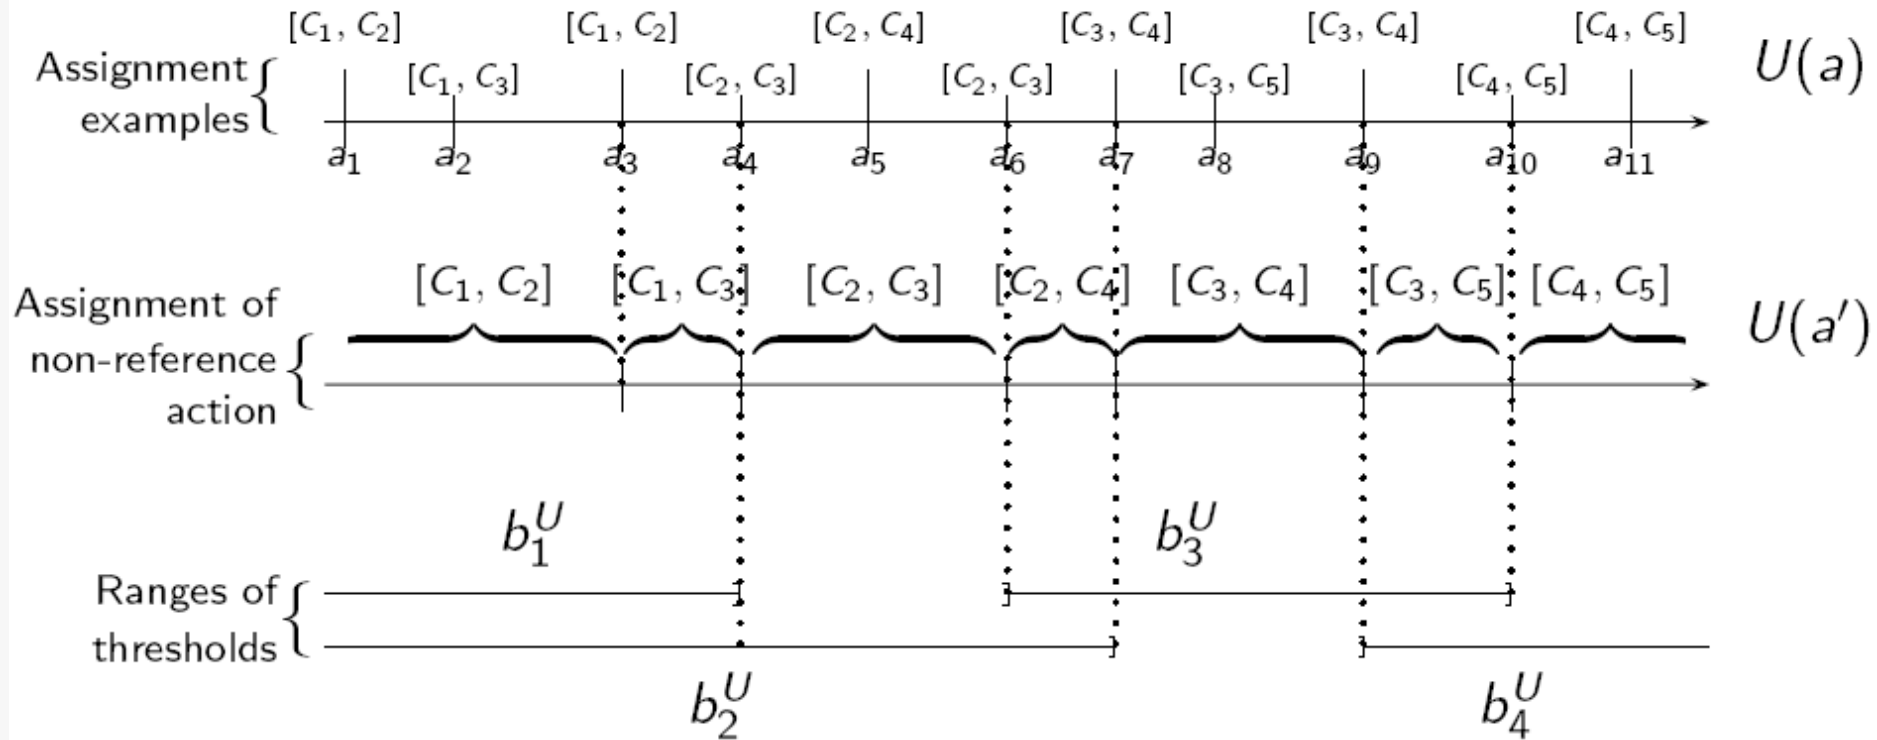 [C₁, C₂] [C₁, C₂] [C₂, C₄] [C₃, C₄] [C₃, C₄] [C₄, C₅]
Assignment [C₁, C₃] [C₂, C₃] [C₂, C₃] [C₃, C₅] [C₄, C₅] U(a)
examples
a₁ a₂ a₃ a₄ a₅ a₆ a₇ a₈ a₉ a₁₀ a₁₁
[C₁, C₂] [C₁, C₃] [C₂, C₃] [C₂, C₄] [C₃, C₄] [C₃, C₅] [C₄, C₅]
Assignment of
non-reference U(a′)
action
b₁ᵁ b₃ᵁ
Ranges of
thresholds
b₂ᵁ b₄ᵁ